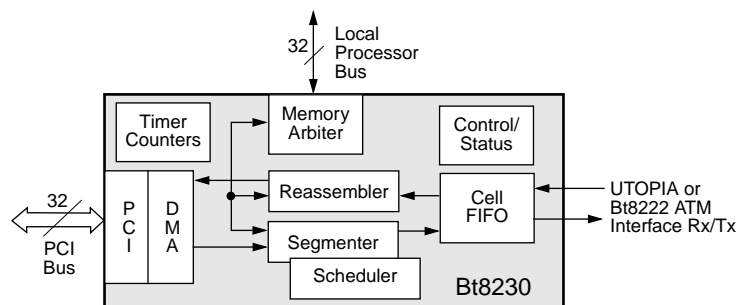 32
Local
Processor
Bus
Timer
Counters
Memory
Arbiter
Control/
Status
32
PCI
Bus
P
C
I
D
M
A
Reassembler
Segmenter
Scheduler
Cell
FIFO
UTOPIA or
Bt8222 ATM
Interface Rx/Tx
Bt8230